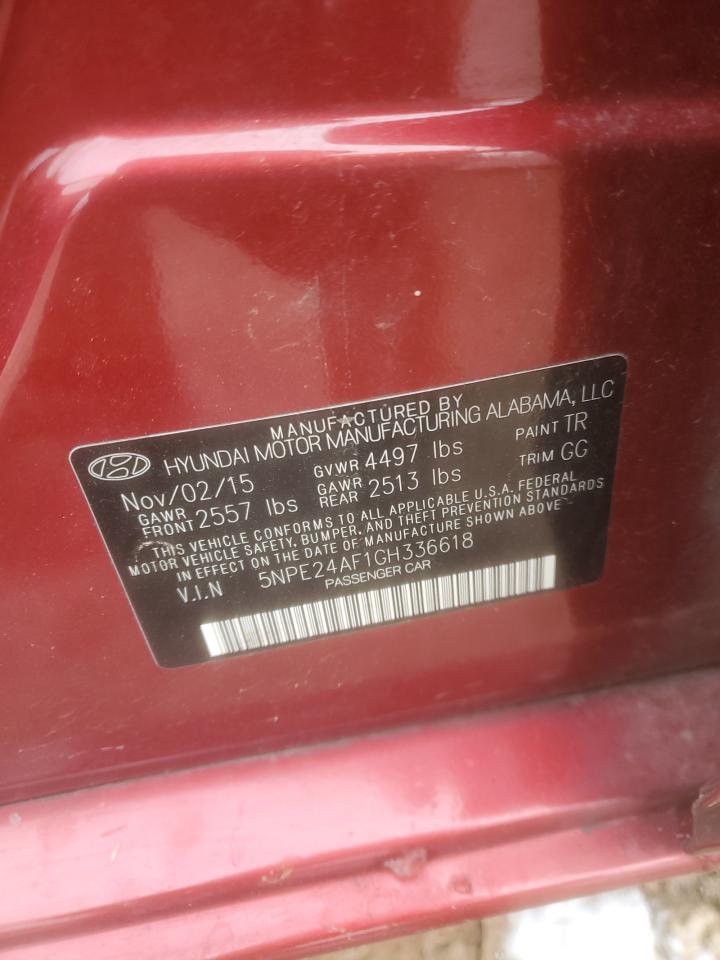 MANUFACTURED BY
HYUNDAI MOTOR MANUFACTURING ALABAMA, LLC
Nov/02/15 GVWR 4497 lbs PAINT TR
GAWR FRONT 2557 lbs GAWR REAR 2513 lbs TRIM GG
THIS VEHICLE CONFORMS TO ALL APPLICABLE U.S.A. FEDERAL
MOTOR VEHICLE SAFETY, BUMPER, AND THEFT PREVENTION STANDARDS
IN EFFECT ON THE DATE OF MANUFACTURE SHOWN ABOVE
V.I.N 5NPE24AF1GH336618
PASSENGER CAR